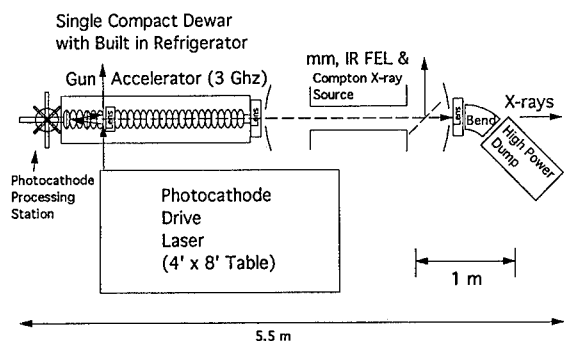 Single Compact Dewar
with Built in Refrigerator
mm, IR FEL &
Compton X-ray
Source
Gun Accelerator (3 Ghz)
Lens
Lens
Lens
Bend
X-rays
High Power
Dump
Photocathode
Processing
Station
Photocathode
Drive
Laser
(4' x 8' Table)
1 m
5.5 m